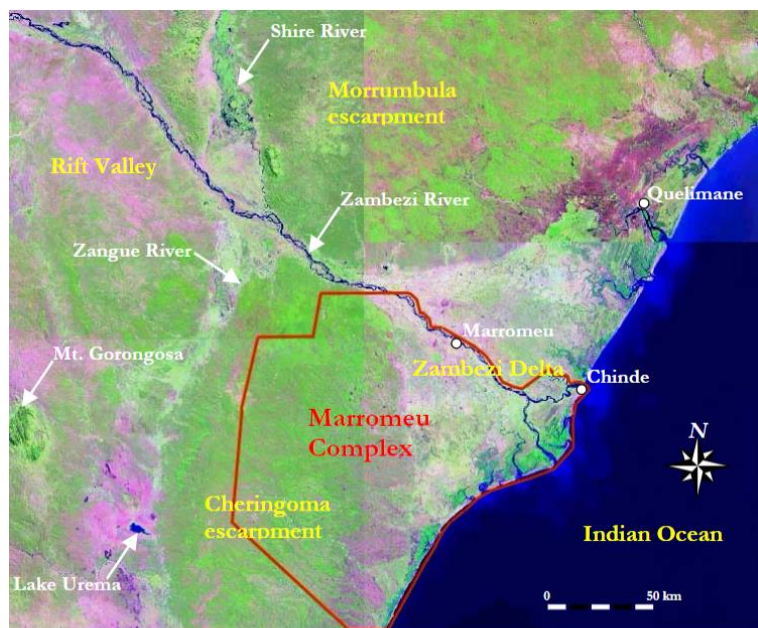 Shire River
Morrumbula
escarpment
Rift Valley
Quelimane
Zambezi River
Zangue River
Marromeu
Mt. Gorongosa
Zambezi Delta
Chinde
Marromeu
Complex
N
Cheringoma
escarpment
Indian Ocean
Lake Urema
0 50 km